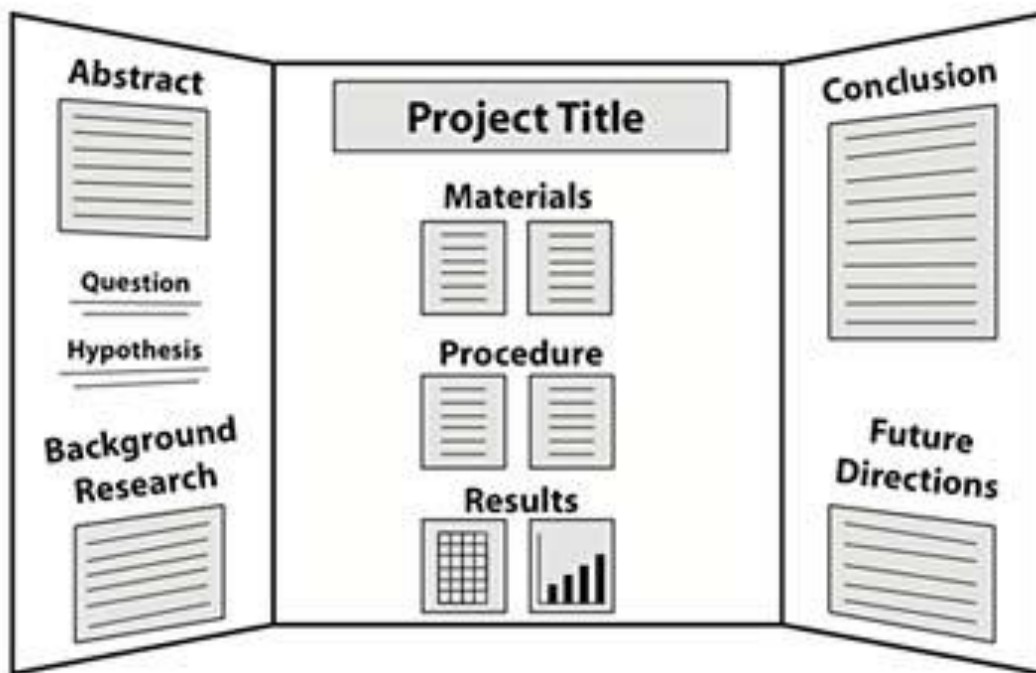 Abstract
Question
Hypothesis
Background
Research
Project Title
Materials
Procedure
Results
Conclusion
Future
Directions